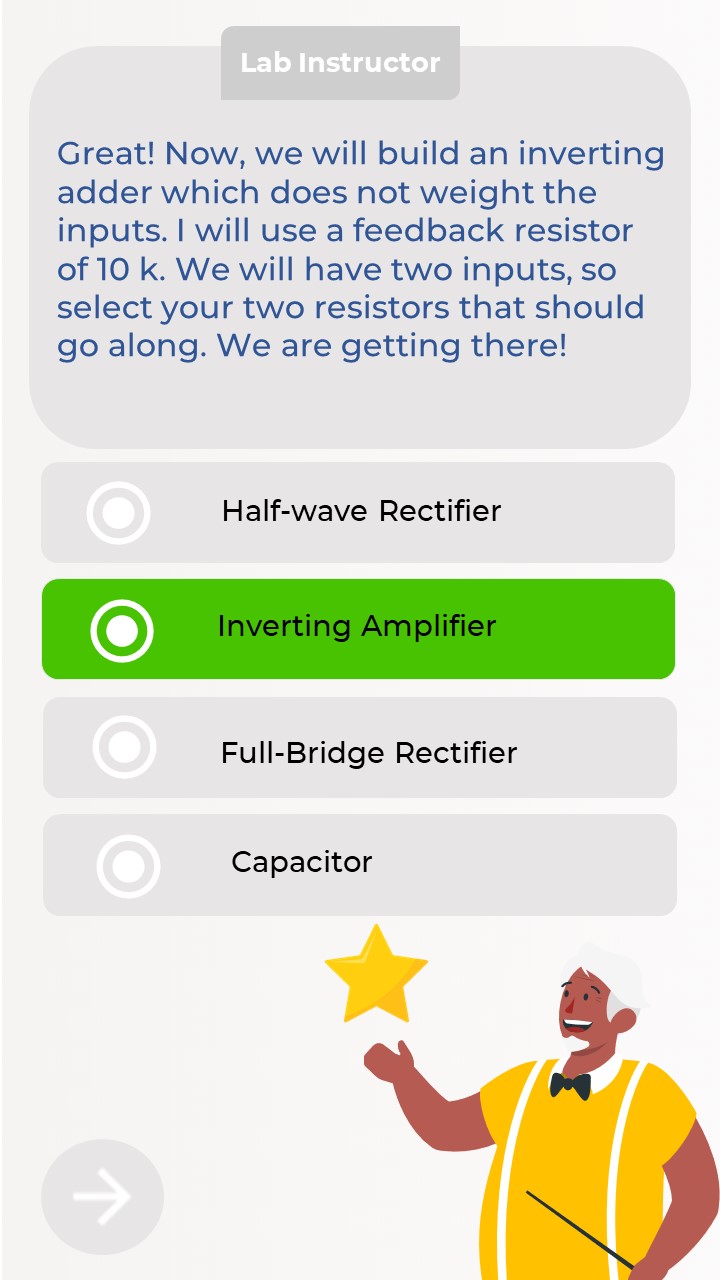 Lab Instructor
Great! Now, we will build an inverting
adder which does not weight the
inputs. I will use a feedback resistor
of 10 k. We will have two inputs, so
select your two resistors that should
go along. We are getting there!
Half-wave Rectifier
Inverting Amplifier
Full-Bridge Rectifier
Capacitor